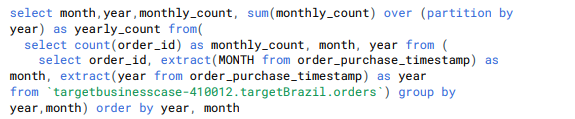 select month,year,monthly_count, sum(monthly_count) over (partition by
year) as yearly_count from(
select count(order_id) as monthly_count, month, year from (
select order_id, extract(MONTH from order_purchase_timestamp) as
month, extract(year from order_purchase_timestamp) as year
from `targetbusinesscase-410012.targetBrazil.orders`) group by
year,month) order by year, month